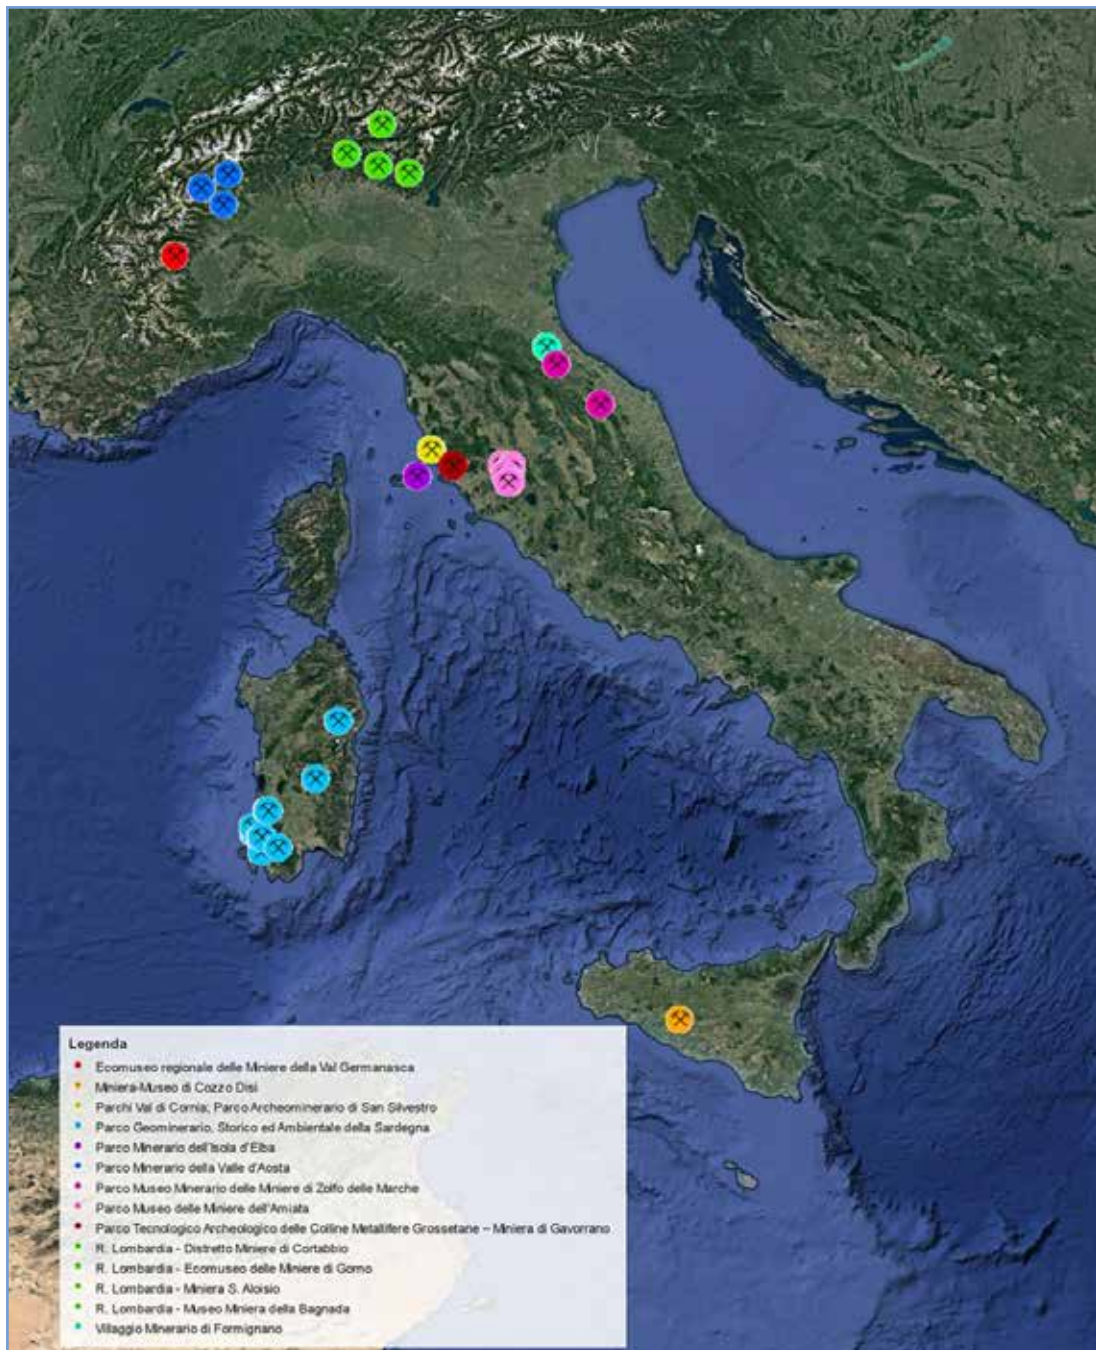 Legenda
Ecomuseo regionale delle Miniere della Val Germanasca
Miniera-Museo di Cozzo Disi
Parchi Val di Cornia; Parco Archeominerario di San Silvestro
Parco Geominerario, Storico ed Ambientale della Sardegna
Parco Minerario dell'Isola d'Elba
Parco Minerario della Valle d'Aosta
Parco Museo Minerario delle Miniere di Zolfo delle Marche
Parco Museo delle Miniere dell'Amiata
Parco Tecnologico Archeologico delle Colline Metallifere Grossetane – Miniera di Gavorrano
R. Lombardia - Distretto Miniere di Cortabbio
R. Lombardia - Ecomuseo delle Miniere di Gorno
R. Lombardia - Miniera S. Aloisio
R. Lombardia - Museo Miniera della Bagnada
Villaggio Minerario di Formignano